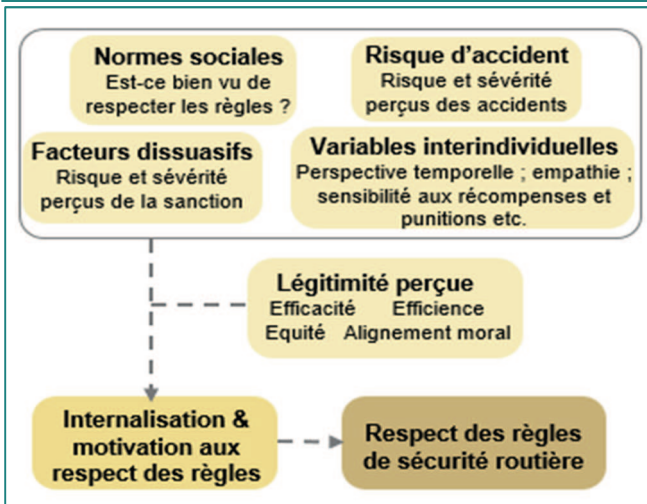 Normes sociales
Est-ce bien vu de
respecter les règles ?
Risque d'accident
Risque et sévérité
perçus des accidents
Facteurs dissuasifs
Risque et sévérité
perçus de la sanction
Variables interindividuelles
Perspective temporelle ; empathie ;
sensibilité aux récompenses et
punitions etc.
Légitimité perçue
Efficacité Efficience
Equité Alignement moral
Internalisation &
motivation aux
respect des règles
Respect des règles
de sécurité routière